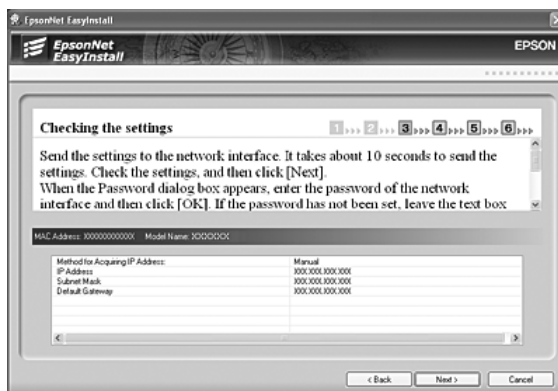 EpsonNet EasyInstall
EpsonNet
EasyInstall
EPSON
Checking the settings
1 2 3 4 5 6
Send the settings to the network interface. It takes about 10 seconds to send the
settings. Check the settings, and then click [Next].
When the Password dialog box appears, enter the password of the network
interface and then click [OK]. If the password has not been set, leave the text box
MAC Address: XXXXXXXXXXXX Model Name: XXXXXXX
Method for Acquiring IP Address: Manual
IP Address XXX.XXX.XXX.XXX
Subnet Mask XXX.XXX.XXX.XXX
Default Gateway XXX.XXX.XXX.XXX
< Back Next > Cancel